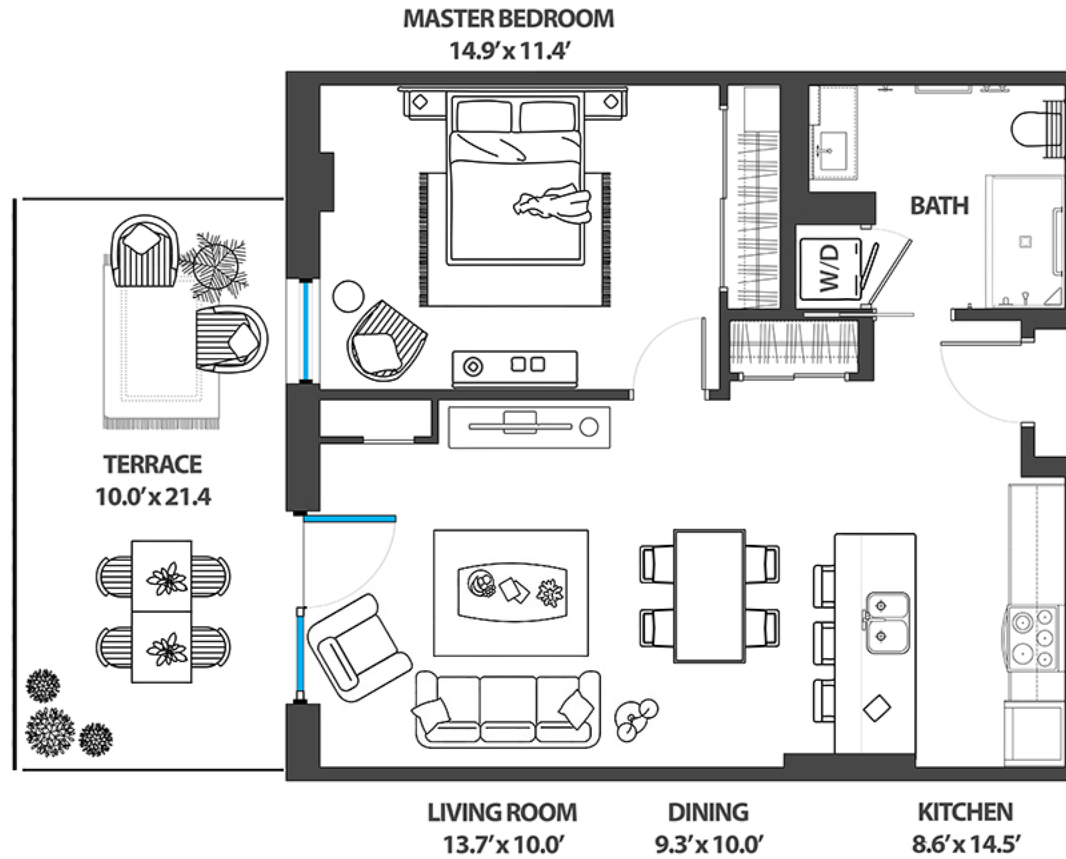 MASTER BEDROOM
14.9’ x 11.4’
BATH
W/D
TERRACE
10.0’ x 21.4
LIVING ROOM
13.7’ x 10.0’
DINING
9.3’ x 10.0’
KITCHEN
8.6’ x 14.5’